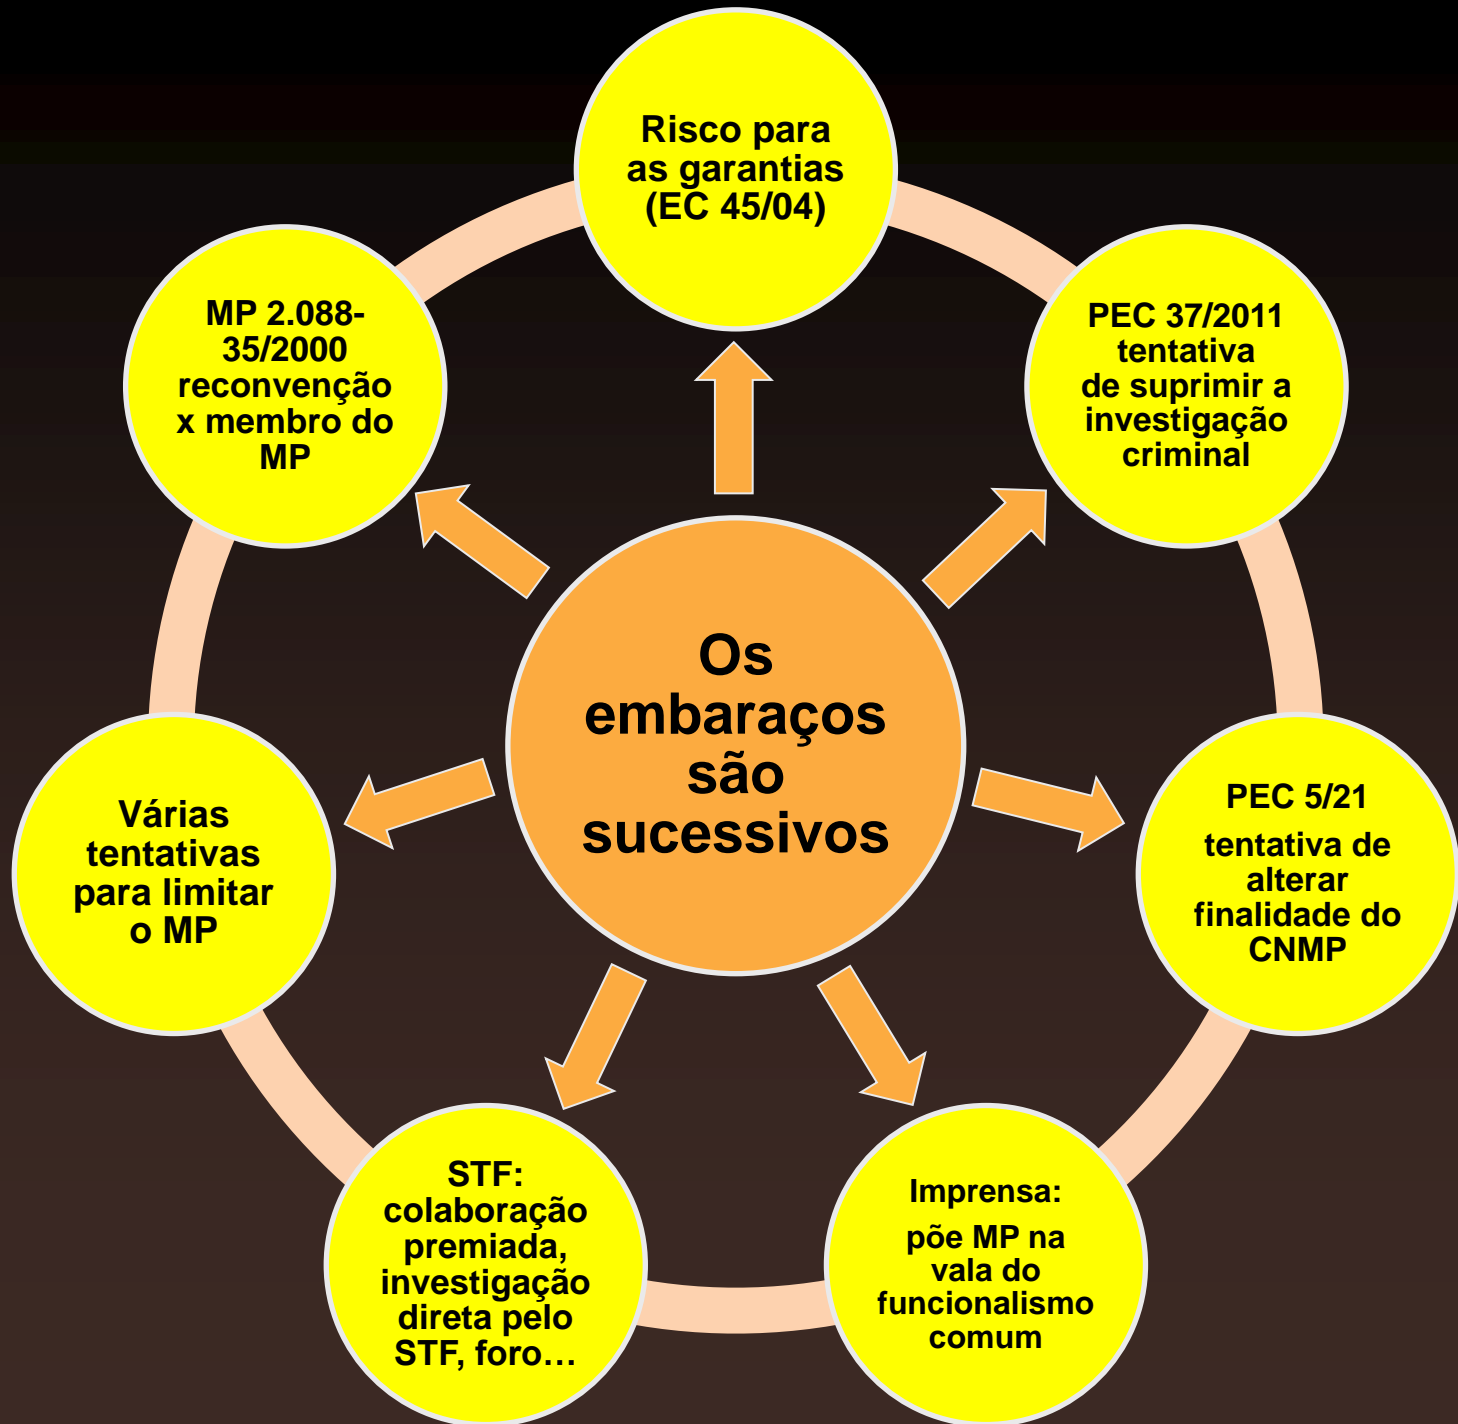 Risco para
as garantias
(EC 45/04)
PEC 37/2011
tentativa
de suprimir a
investigação
criminal
PEC 5/21
tentativa de
alterar
finalidade do
CNMP
Imprensa:
põe MP na
vala do
funcionalismo
comum
STF:
colaboração
premiada,
investigação
direta pelo
STF, foro…
Várias
tentativas
para limitar
o MP
MP 2.088-
35/2000
reconvenção
x membro do
MP
Os
embaraços
são
sucessivos